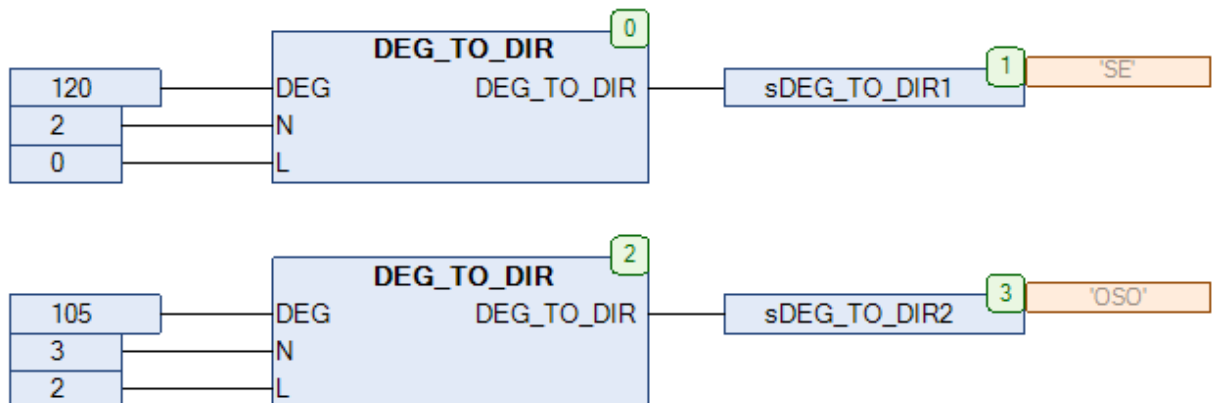 0
DEG_TO_DIR
120 DEG DEG_TO_DIR sDEG_TO_DIR1 1 'SE'
2 N
0 L
2
DEG_TO_DIR
105 DEG DEG_TO_DIR sDEG_TO_DIR2 3 'OSO'
3 N
2 L